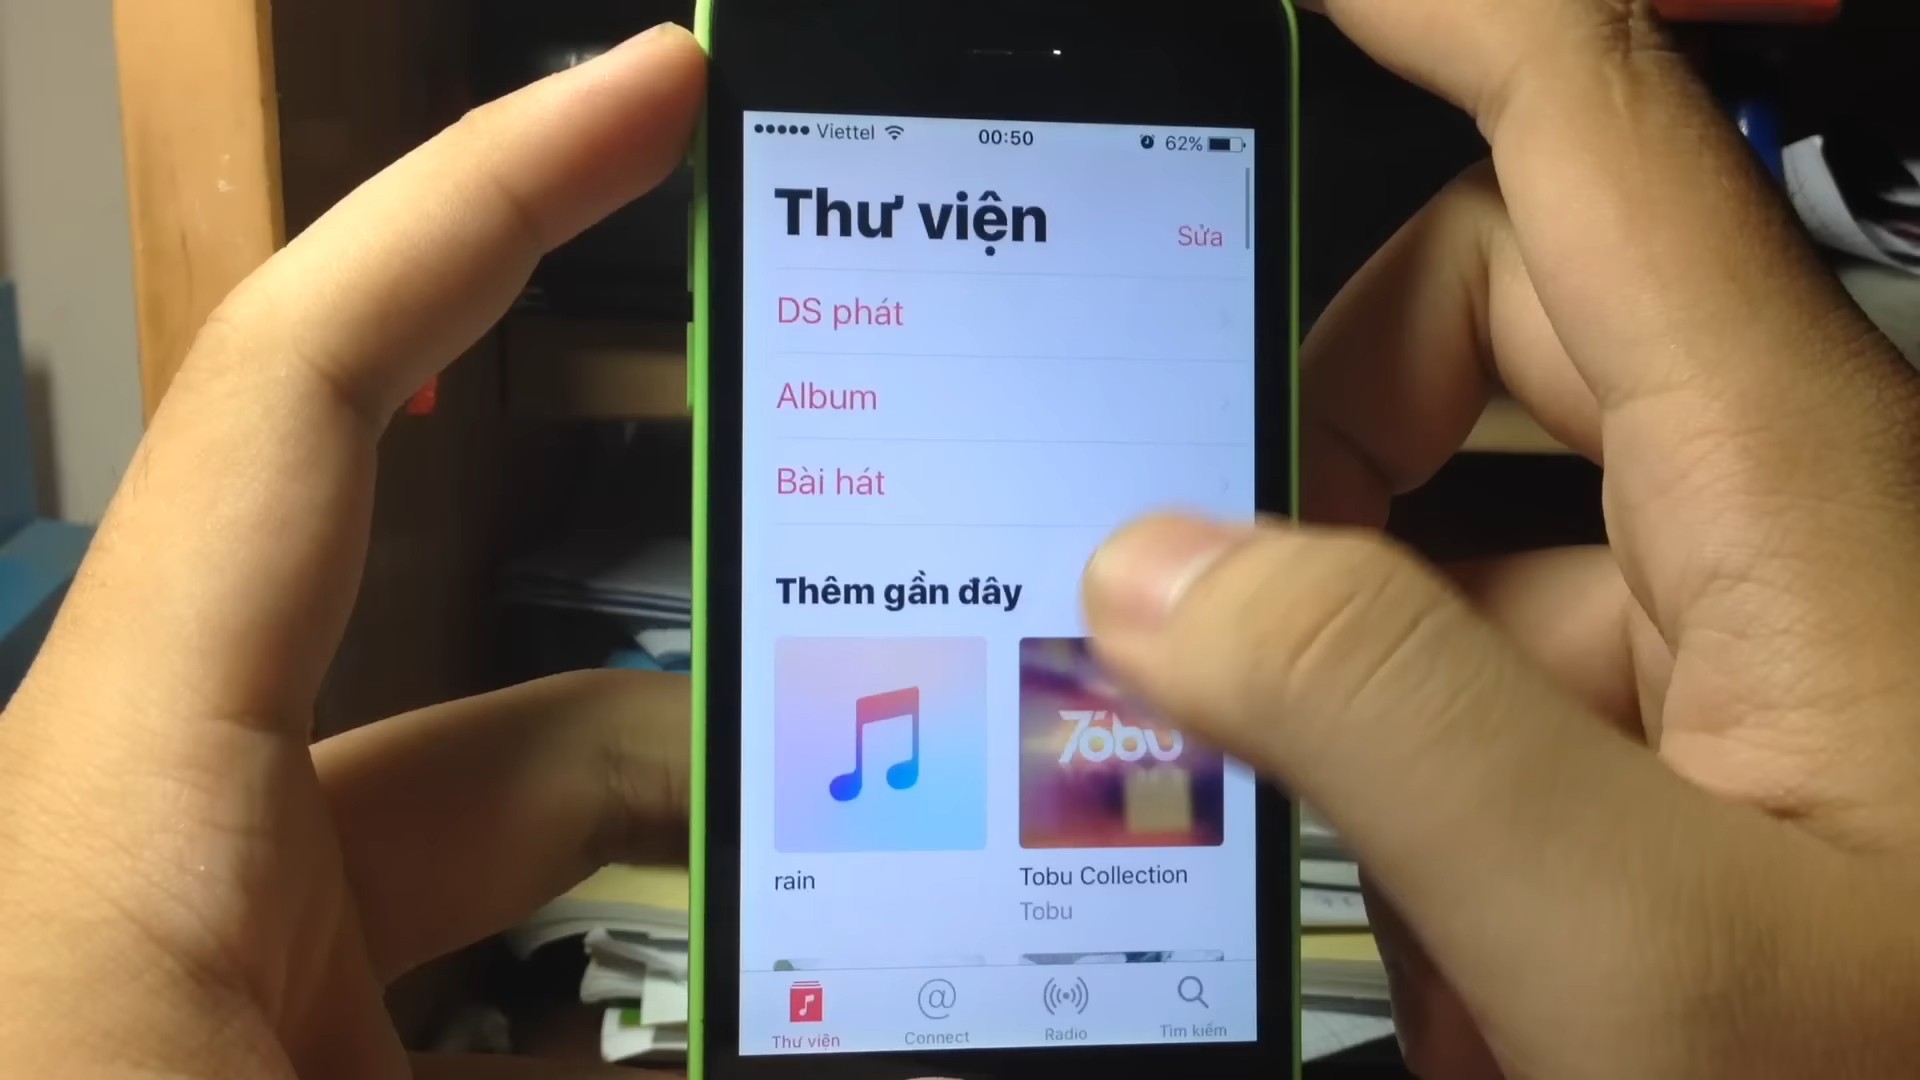 Viettel 00:50 62%
Thư viện
Sửa
DS phát
Album
Bài hát
Thêm gần đây
Tobu
rain
Tobu Collection
Tobu
Thư viện
Connect
Radio
Tìm kiếm